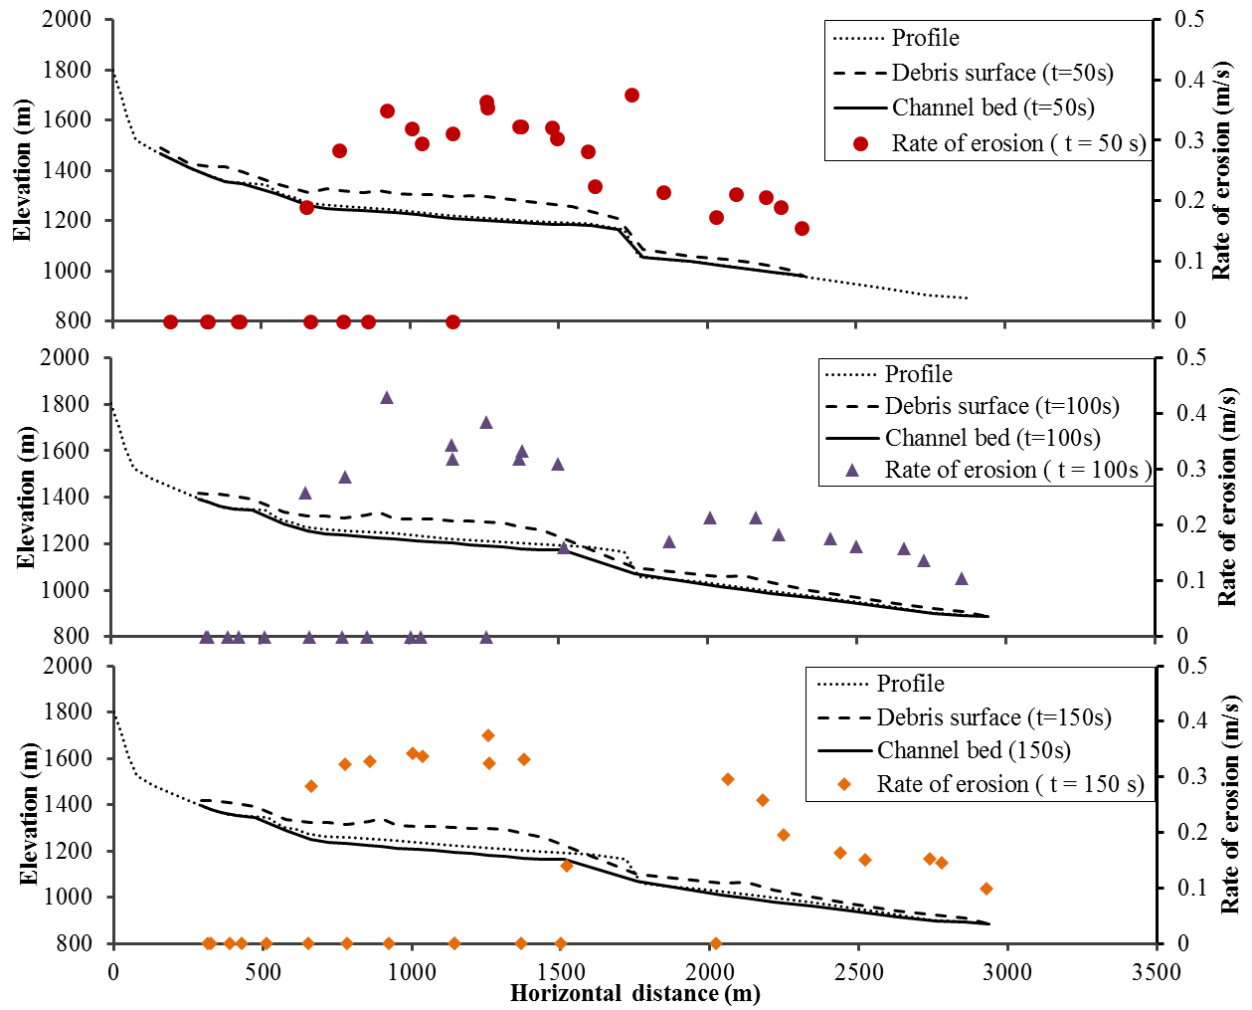 2000
1800
1600
1400
1200
1000
800
Elevation (m)
0.5
0.4
0.3
0.2
0.1
0
Rate of erosion (m/s)
Profile
Debris surface (t=50s)
Channel bed (t=50s)
Rate of erosion ( t = 50 s)
2000
1800
1600
1400
1200
1000
800
Elevation (m)
0.5
0.4
0.3
0.2
0.1
0
Rate of erosion (m/s)
Profile
Debris surface (t=100s)
Channel bed (t=100s)
Rate of erosion ( t = 100s )
2000
1800
1600
1400
1200
1000
800
Elevation (m)
0.5
0.4
0.3
0.2
0.1
0
Rate of erosion (m/s)
Profile
Debris surface (t=150s)
Channel bed (150s)
Rate of erosion ( t = 150 s)
0 500 1000 1500 2000 2500 3000 3500
Horizontal distance (m)